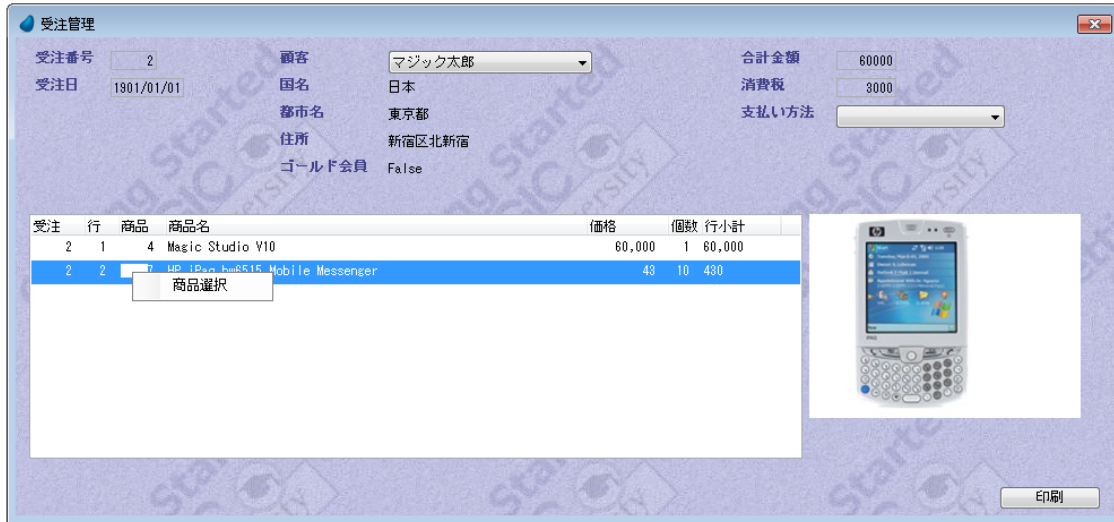 受注管理
受注番号 2 顧客 マジック太郎 合計金額 60000
受注日 1901/01/01 国名 日本 消費税 3000
都市名 東京都 支払い方法
住所 新宿区北新宿
ゴールド会員 False
受注 行 商品 商品名 価格 個数 行小計
2 1 4 Magic Studio V10 60,000 1 60,000
2 2 7 HP iPaq hw6515 Mobile Messenger 43 10 430
商品選択
印刷